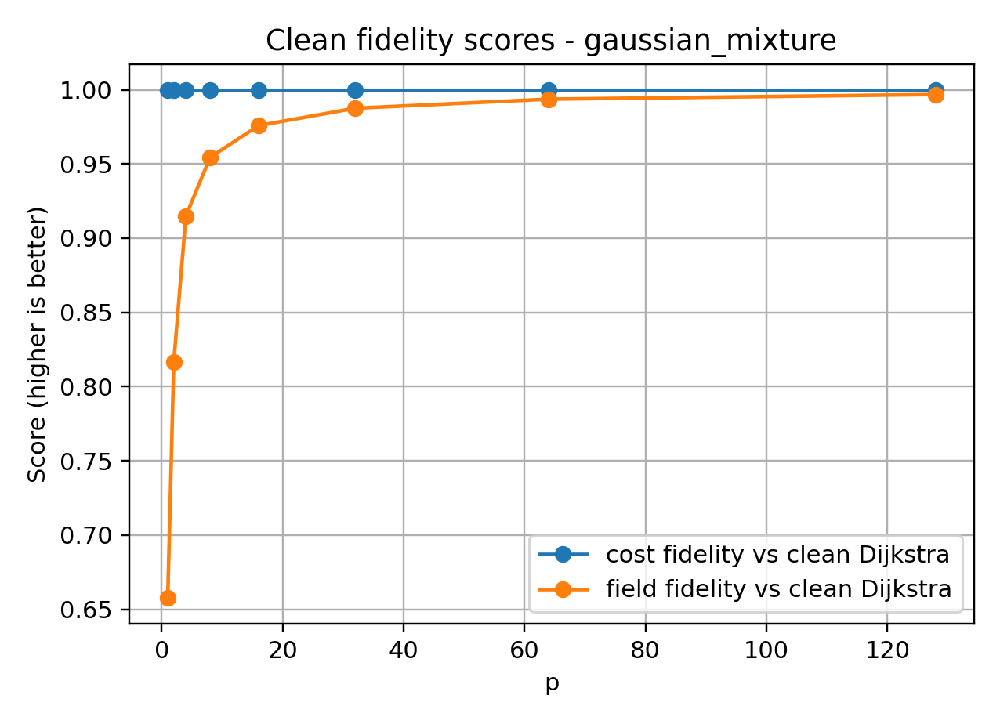 Clean fidelity scores - gaussian_mixture
Score (higher is better)
1.00
0.95
0.90
0.85
0.80
0.75
0.70
0.65
cost fidelity vs clean Dijkstra
field fidelity vs clean Dijkstra
0 20 40 60 80 100 120
p